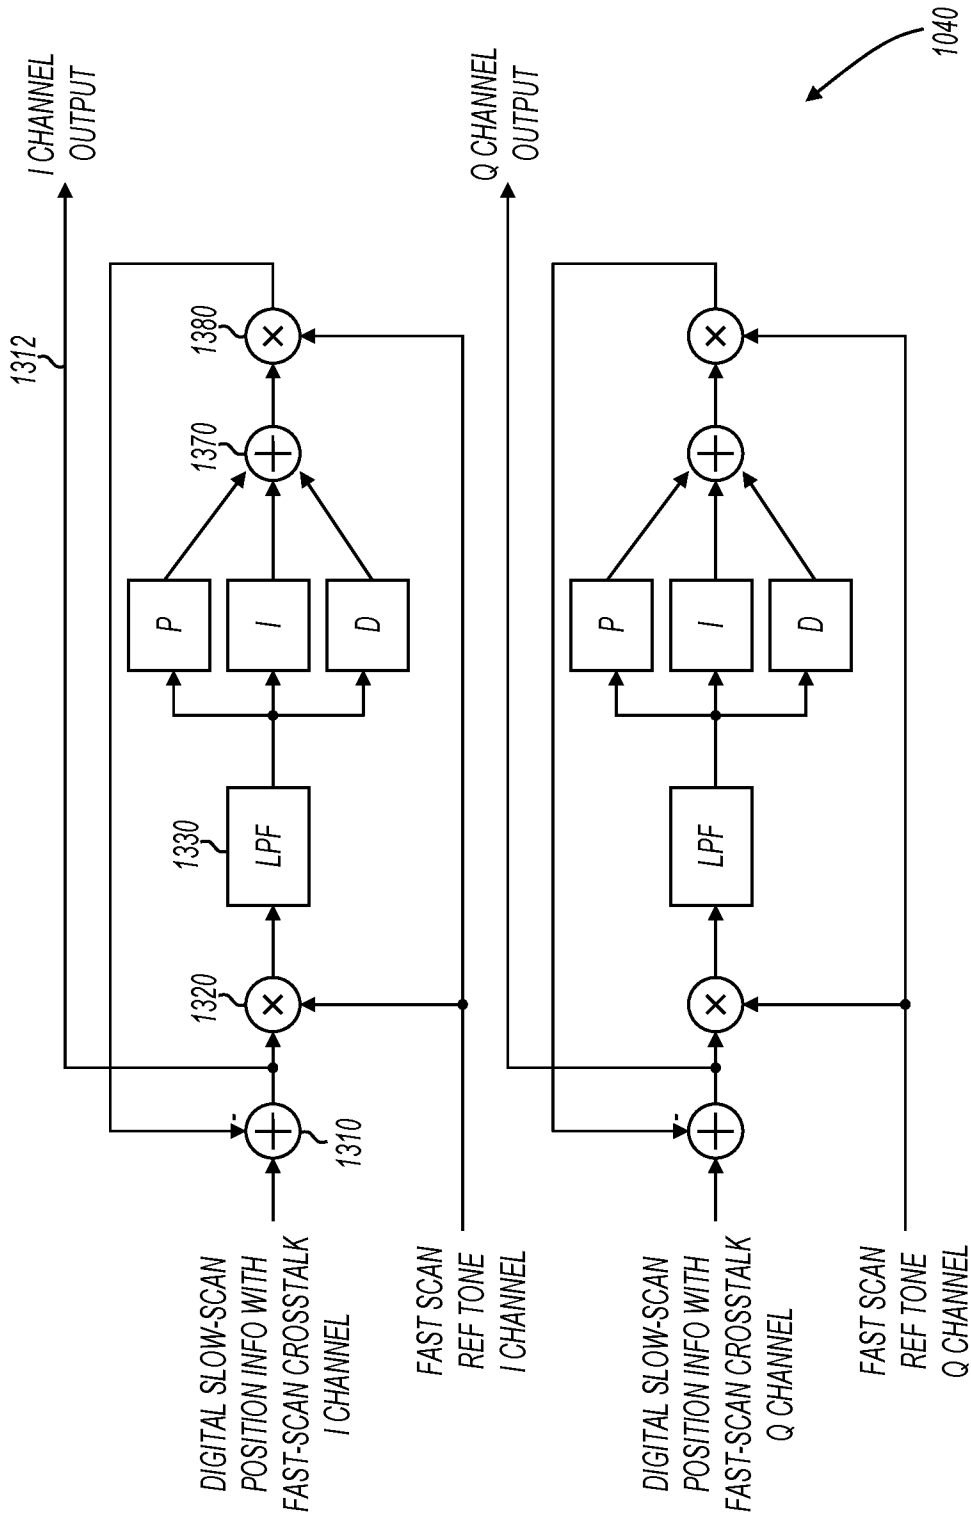 I CHANNEL
OUTPUT
1312
1380
1370
P
I
D
1330
LPF
1320
-
1310
DIGITAL SLOW-SCAN
POSITION INFO WITH
FAST-SCAN CROSSTALK
I CHANNEL
FAST SCAN
REF TONE
I CHANNEL
Q CHANNEL
OUTPUT
P
I
D
LPF
-
DIGITAL SLOW-SCAN
POSITION INFO WITH
FAST-SCAN CROSSTALK
Q CHANNEL
FAST SCAN
REF TONE
Q CHANNEL
1040